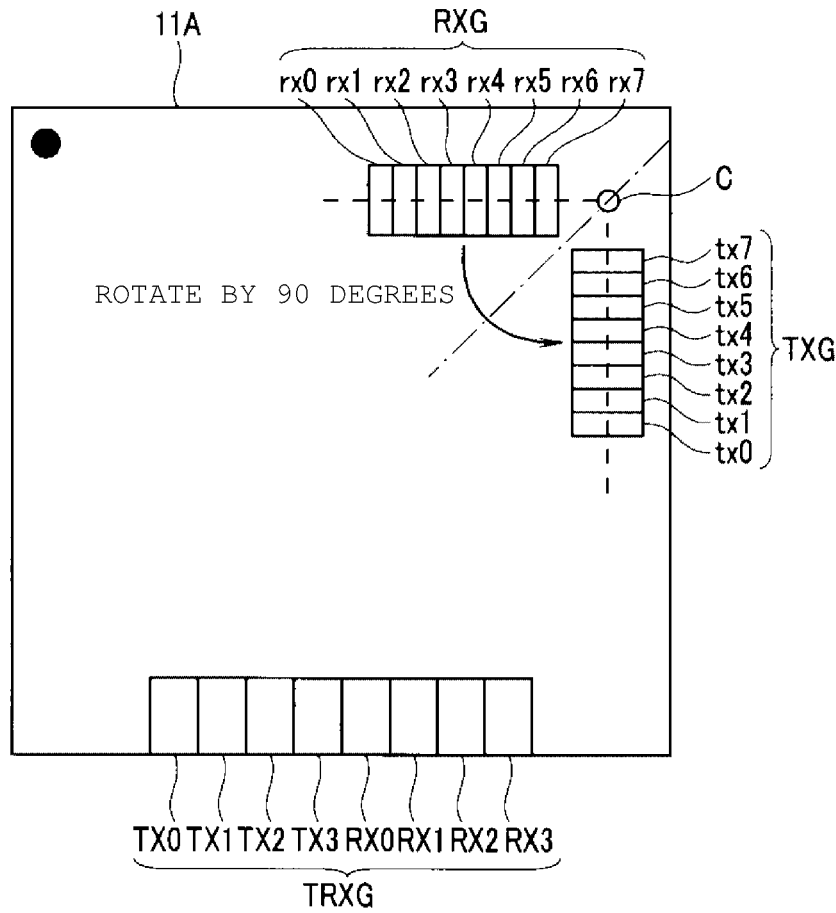 11A
RXG
rx0 rx1 rx2 rx3 rx4 rx5 rx6 rx7
C
ROTATE BY 90 DEGREES
tx7
tx6
tx5
tx4
tx3
tx2
tx1
tx0
TXG
TX0 TX1 TX2 TX3 RX0 RX1 RX2 RX3
TRXG